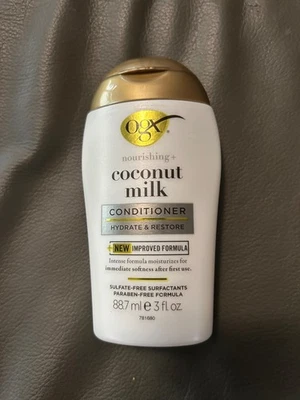 ogx
nourishing +
coconut
milk
CONDITIONER
HYDRATE & RESTORE
+ NEW IMPROVED FORMULA
Intense formula moisturizes for
immediate softness after first use.
SULFATE-FREE SURFACTANTS
PARABEN-FREE FORMULA
88.7 ml e 3 fl. oz.